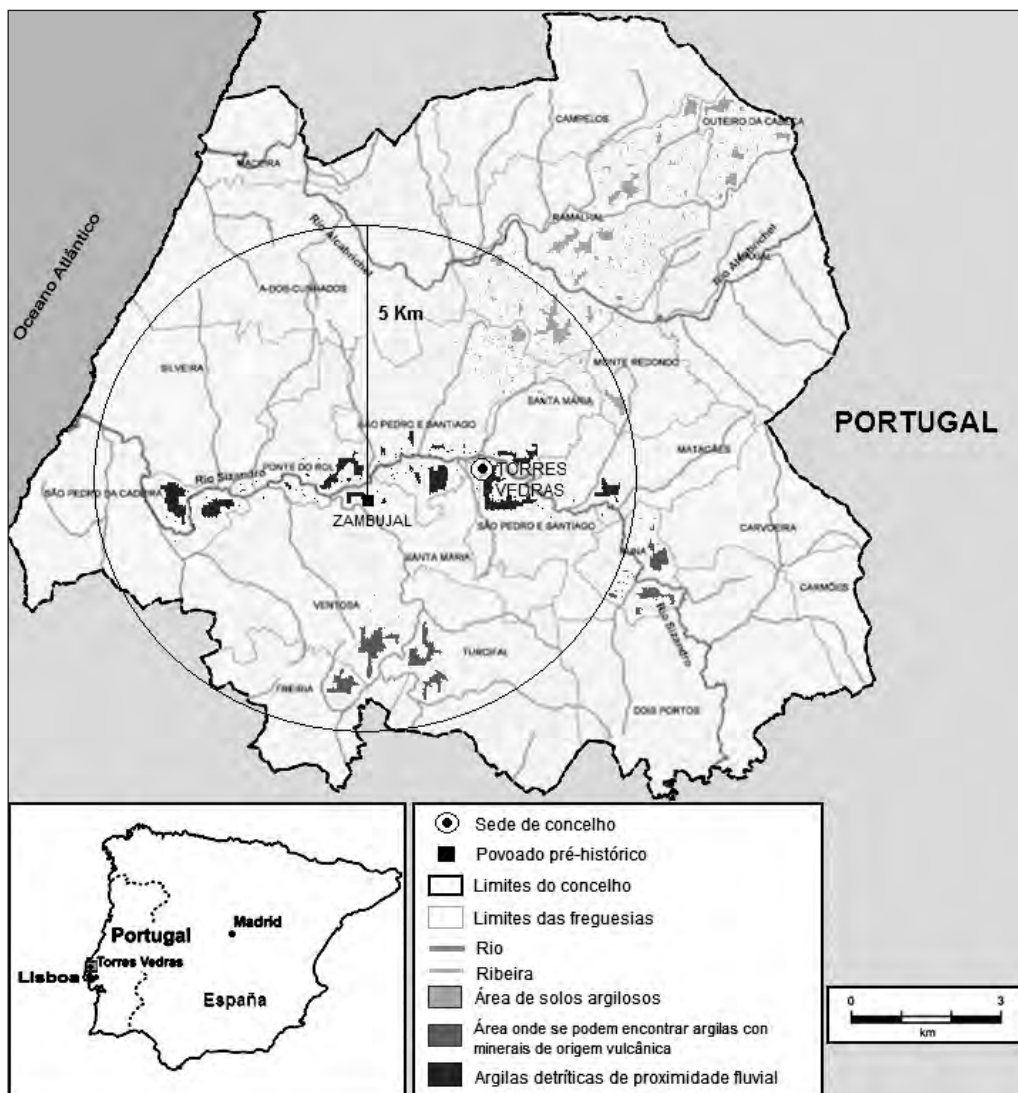 CAMPELOS
OUTEIRO DA CABEÇA
MACEIRA
Oceano Atlântico
Rio Alcabrichel
RAMALHAL
Rio Alcabrichel
MAXIAL
A-DOS-CUNHADOS
5 Km
SILVEIRA
MONTE REDONDO
SANTA MARIA
PORTUGAL
SÃO PEDRO E SANTIAGO
MATACÃES
PONTE DO ROL
Rio Sizandro
TORRES
VEDRAS
SÃO PEDRO DA CADEIRA
ZAMBUJAL
SÃO PEDRO E SANTIAGO
CARVOEIRA
RUNA
SANTA MARIA
CARMÕES
VENTOSA
Rio Sizandro
TURCIFAL
FREIRIA
DOIS PORTOS
Madrid
Portugal
Torres Vedras
Lisboa
España
Sede de concelho
Povoado pré-histórico
Limites do concelho
Limites das freguesias
Rio
Ribeira
Área de solos argilosos
Área onde se podem encontrar argilas con
minerais de origem vulcânica
Argilas detríticas de proximidade fluvial
0 3
km